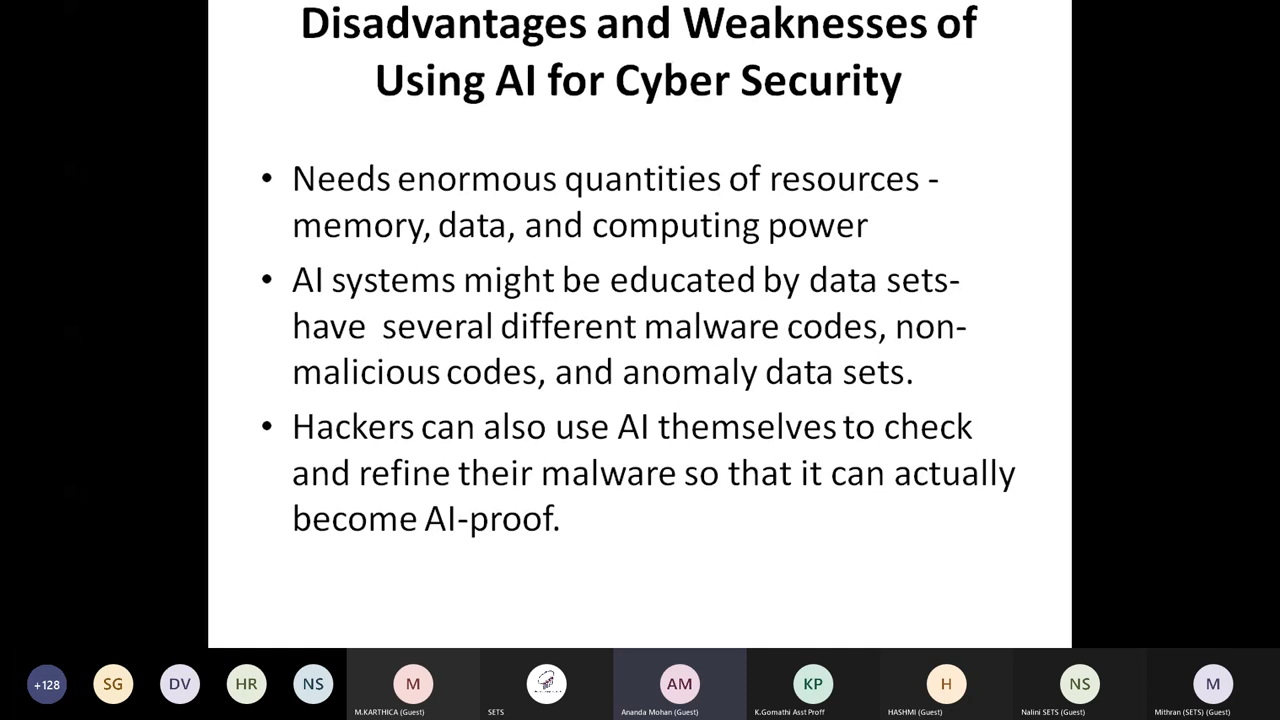 Disadvantages and Weaknesses of
Using AI for Cyber Security
• Needs enormous quantities of resources -
memory, data, and computing power
• AI systems might be educated by data sets-
have several different malware codes, non-
malicious codes, and anomaly data sets.
• Hackers can also use AI themselves to check
and refine their malware so that it can actually
become AI-proof.
+128
SG
DV
HR
NS
M
AM
KP
H
NS
M
M.KARTHICA (Guest)
SETS
Ananda Mohan (Guest)
K.Gomathi Asst Proff
HASHMI (Guest)
Nalini SETS (Guest)
Mithran (SETS) (Guest)